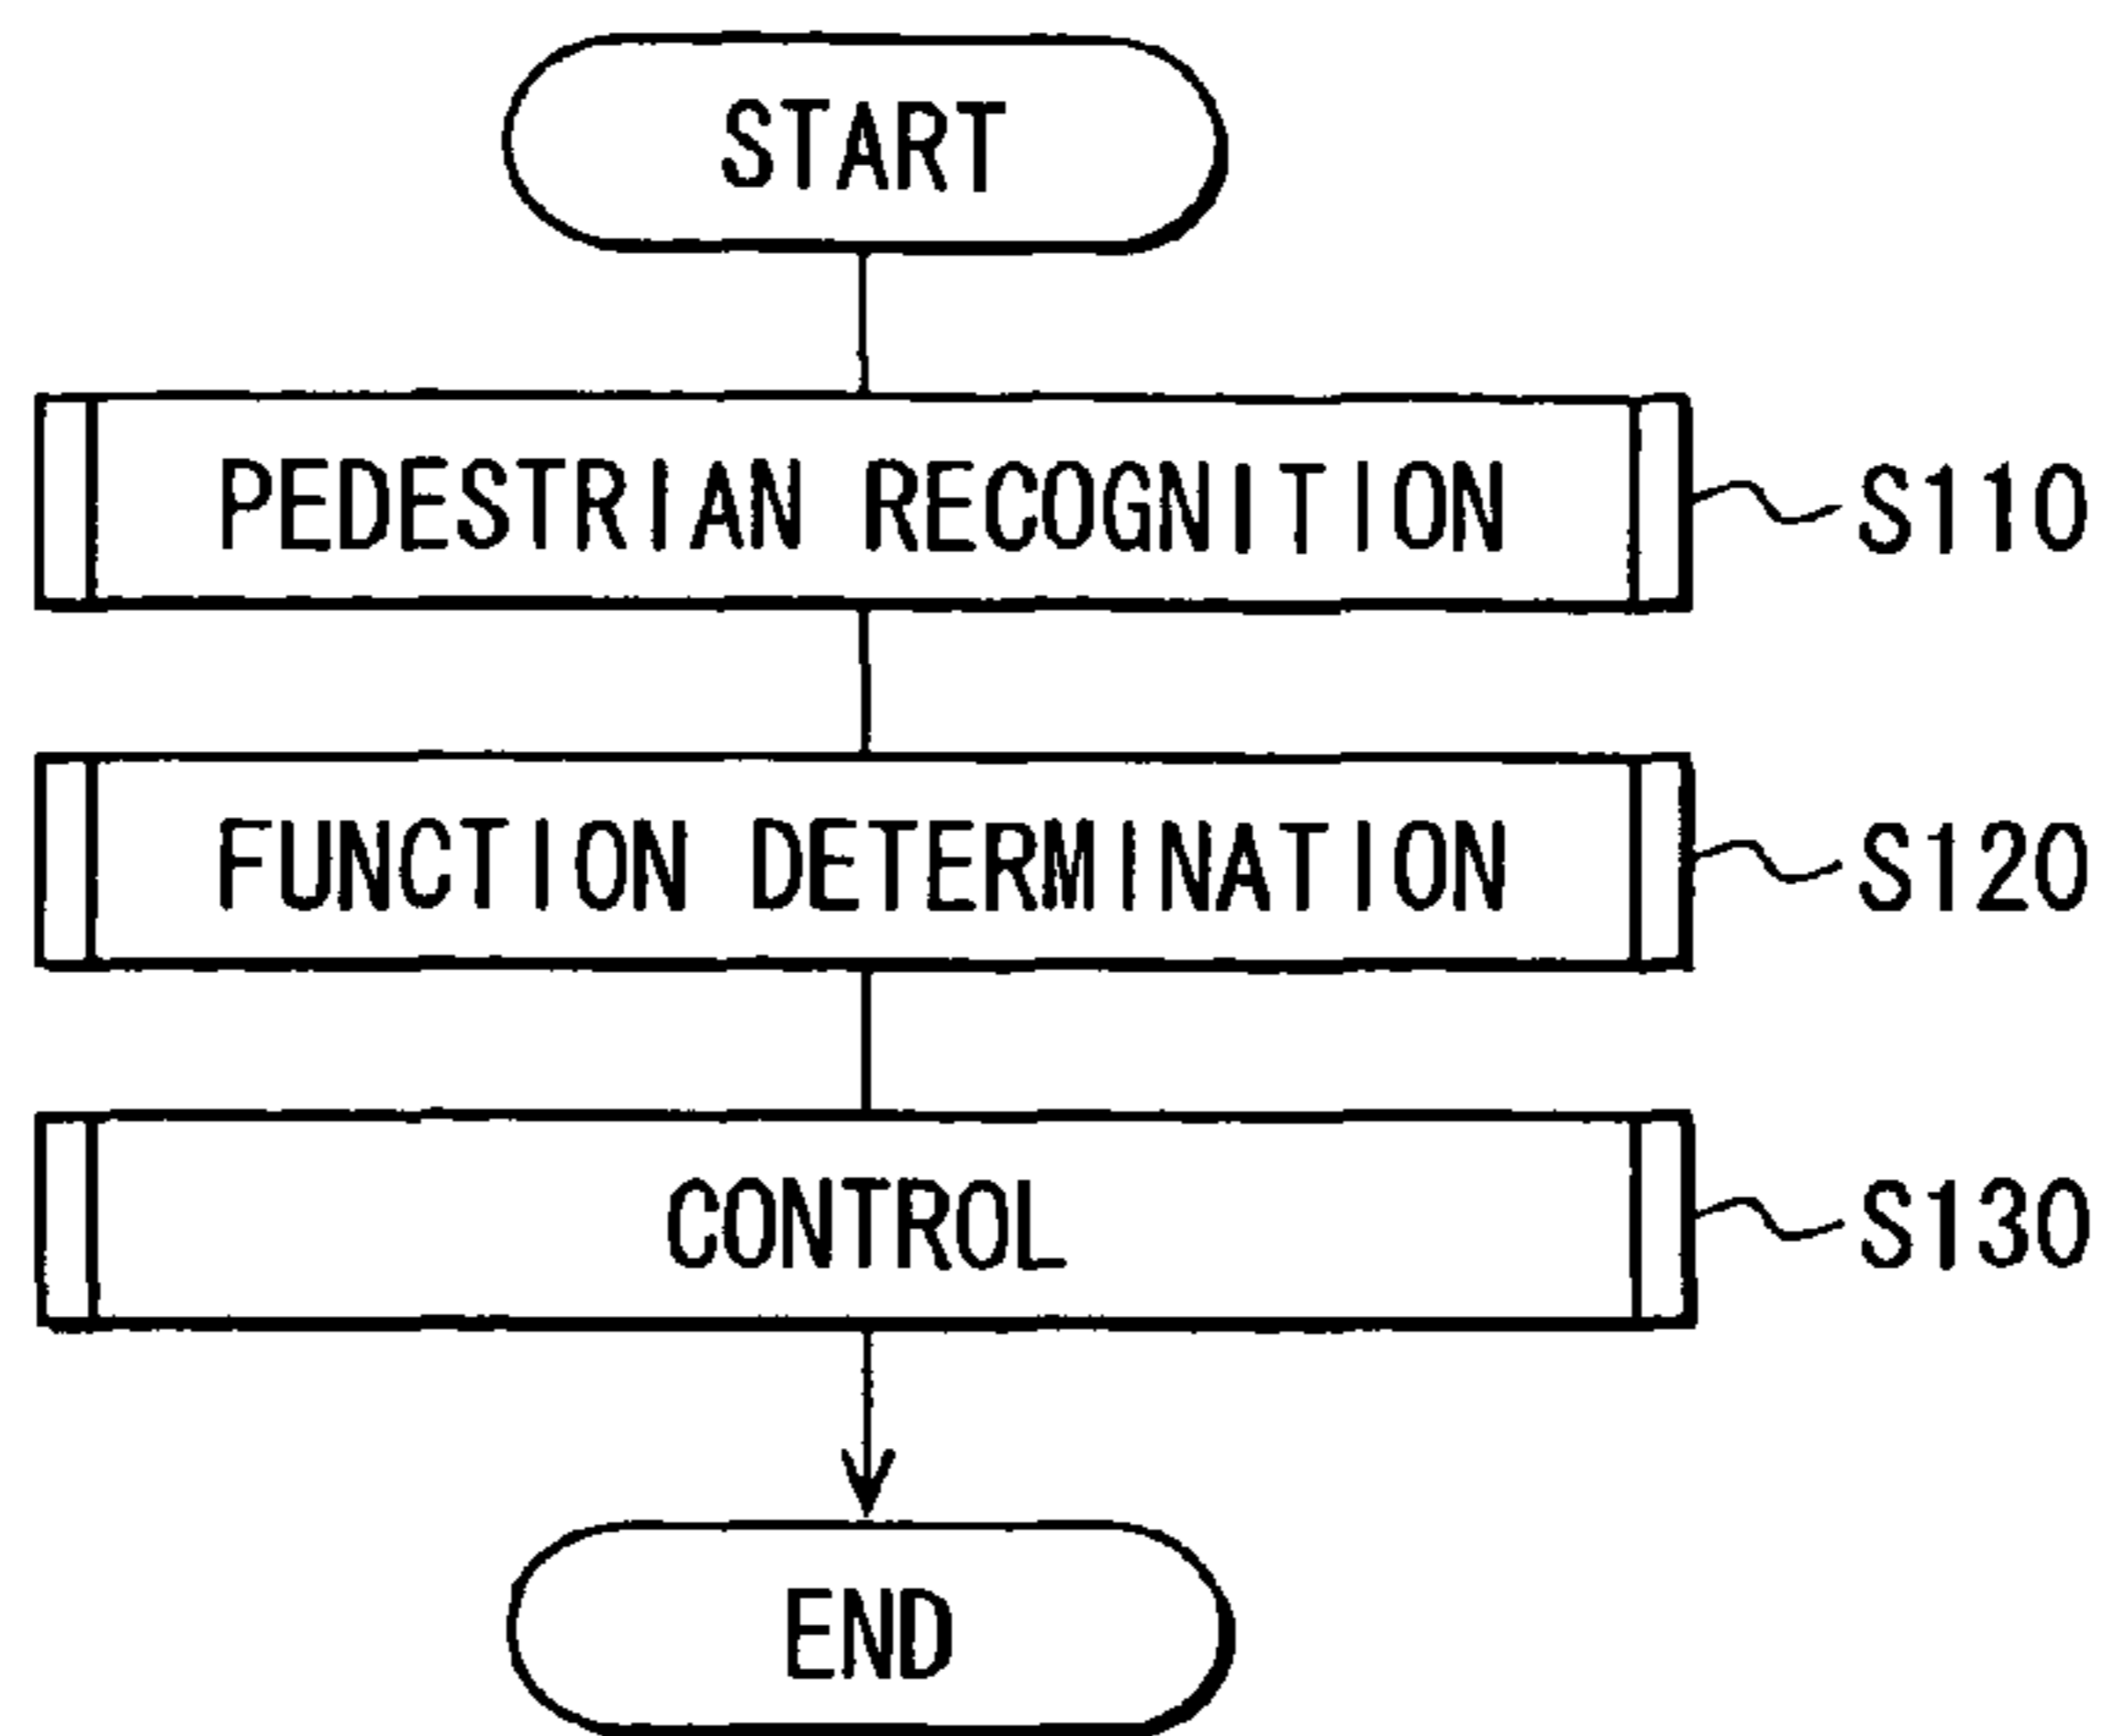 START
PEDESTRIAN RECOGNITION
S110
FUNCTION DETERMINATION
S120
CONTROL
S130
END